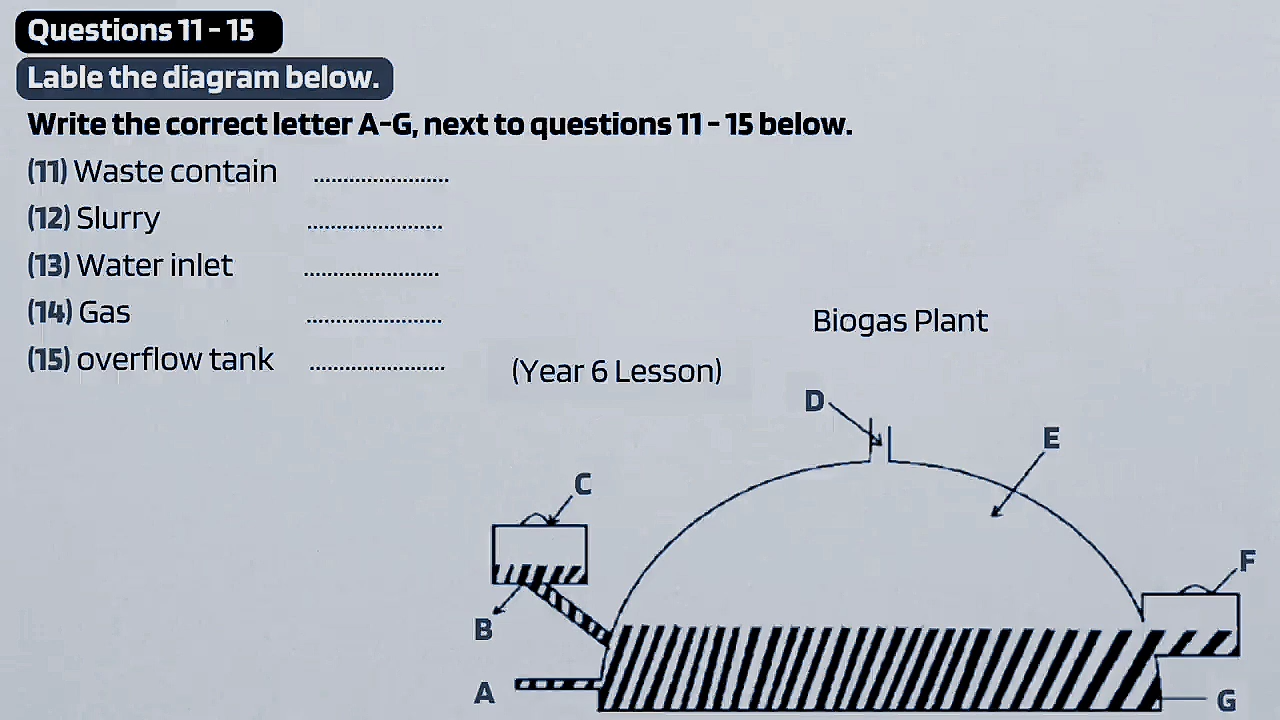 Questions 11 - 15
Lable the diagram below.
Write the correct letter A-G, next to questions 11 - 15 below.
(11) Waste contain .......................
(12) Slurry .......................
(13) Water inlet .......................
(14) Gas .......................
(15) overflow tank .......................
Biogas Plant
(Year 6 Lesson)
D
E
C
F
B
A
G